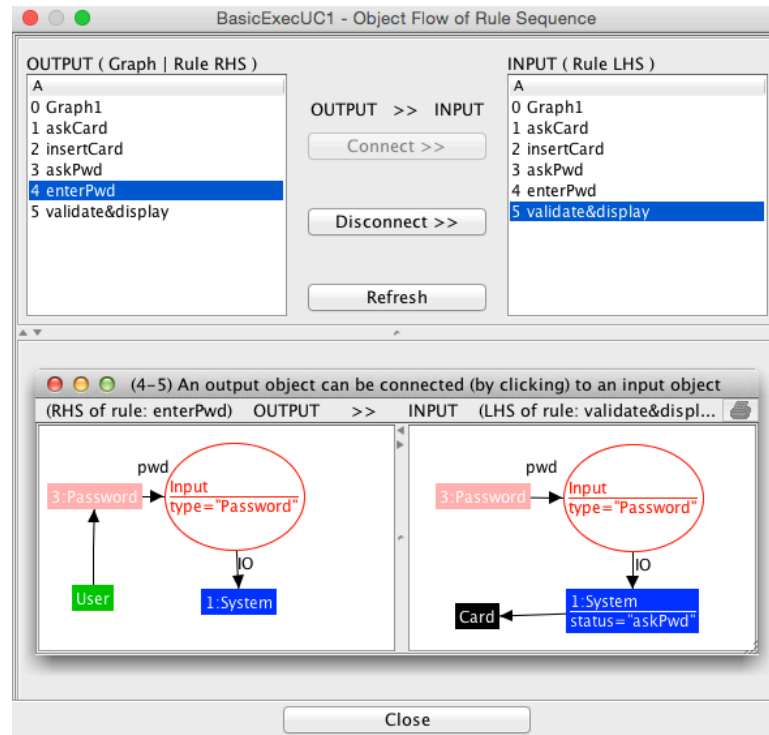 BasicExecUC1 - Object Flow of Rule Sequence
OUTPUT ( Graph | Rule RHS )
A
0 Graph1
1 askCard
2 insertCard
3 askPwd
4 enterPwd
5 validate&display
OUTPUT >> INPUT
Connect >>
Disconnect >>
Refresh
INPUT ( Rule LHS )
A
0 Graph1
1 askCard
2 insertCard
3 askPwd
4 enterPwd
5 validate&display
(4-5) An output object can be connected (by clicking) to an input object
(RHS of rule: enterPwd) OUTPUT >> INPUT (LHS of rule: validate&displ...
pwd
3:Password
Input
type="Password"
IO
User
1:System
pwd
3:Password
Input
type="Password"
IO
Card
1:System
status="askPwd"
Close